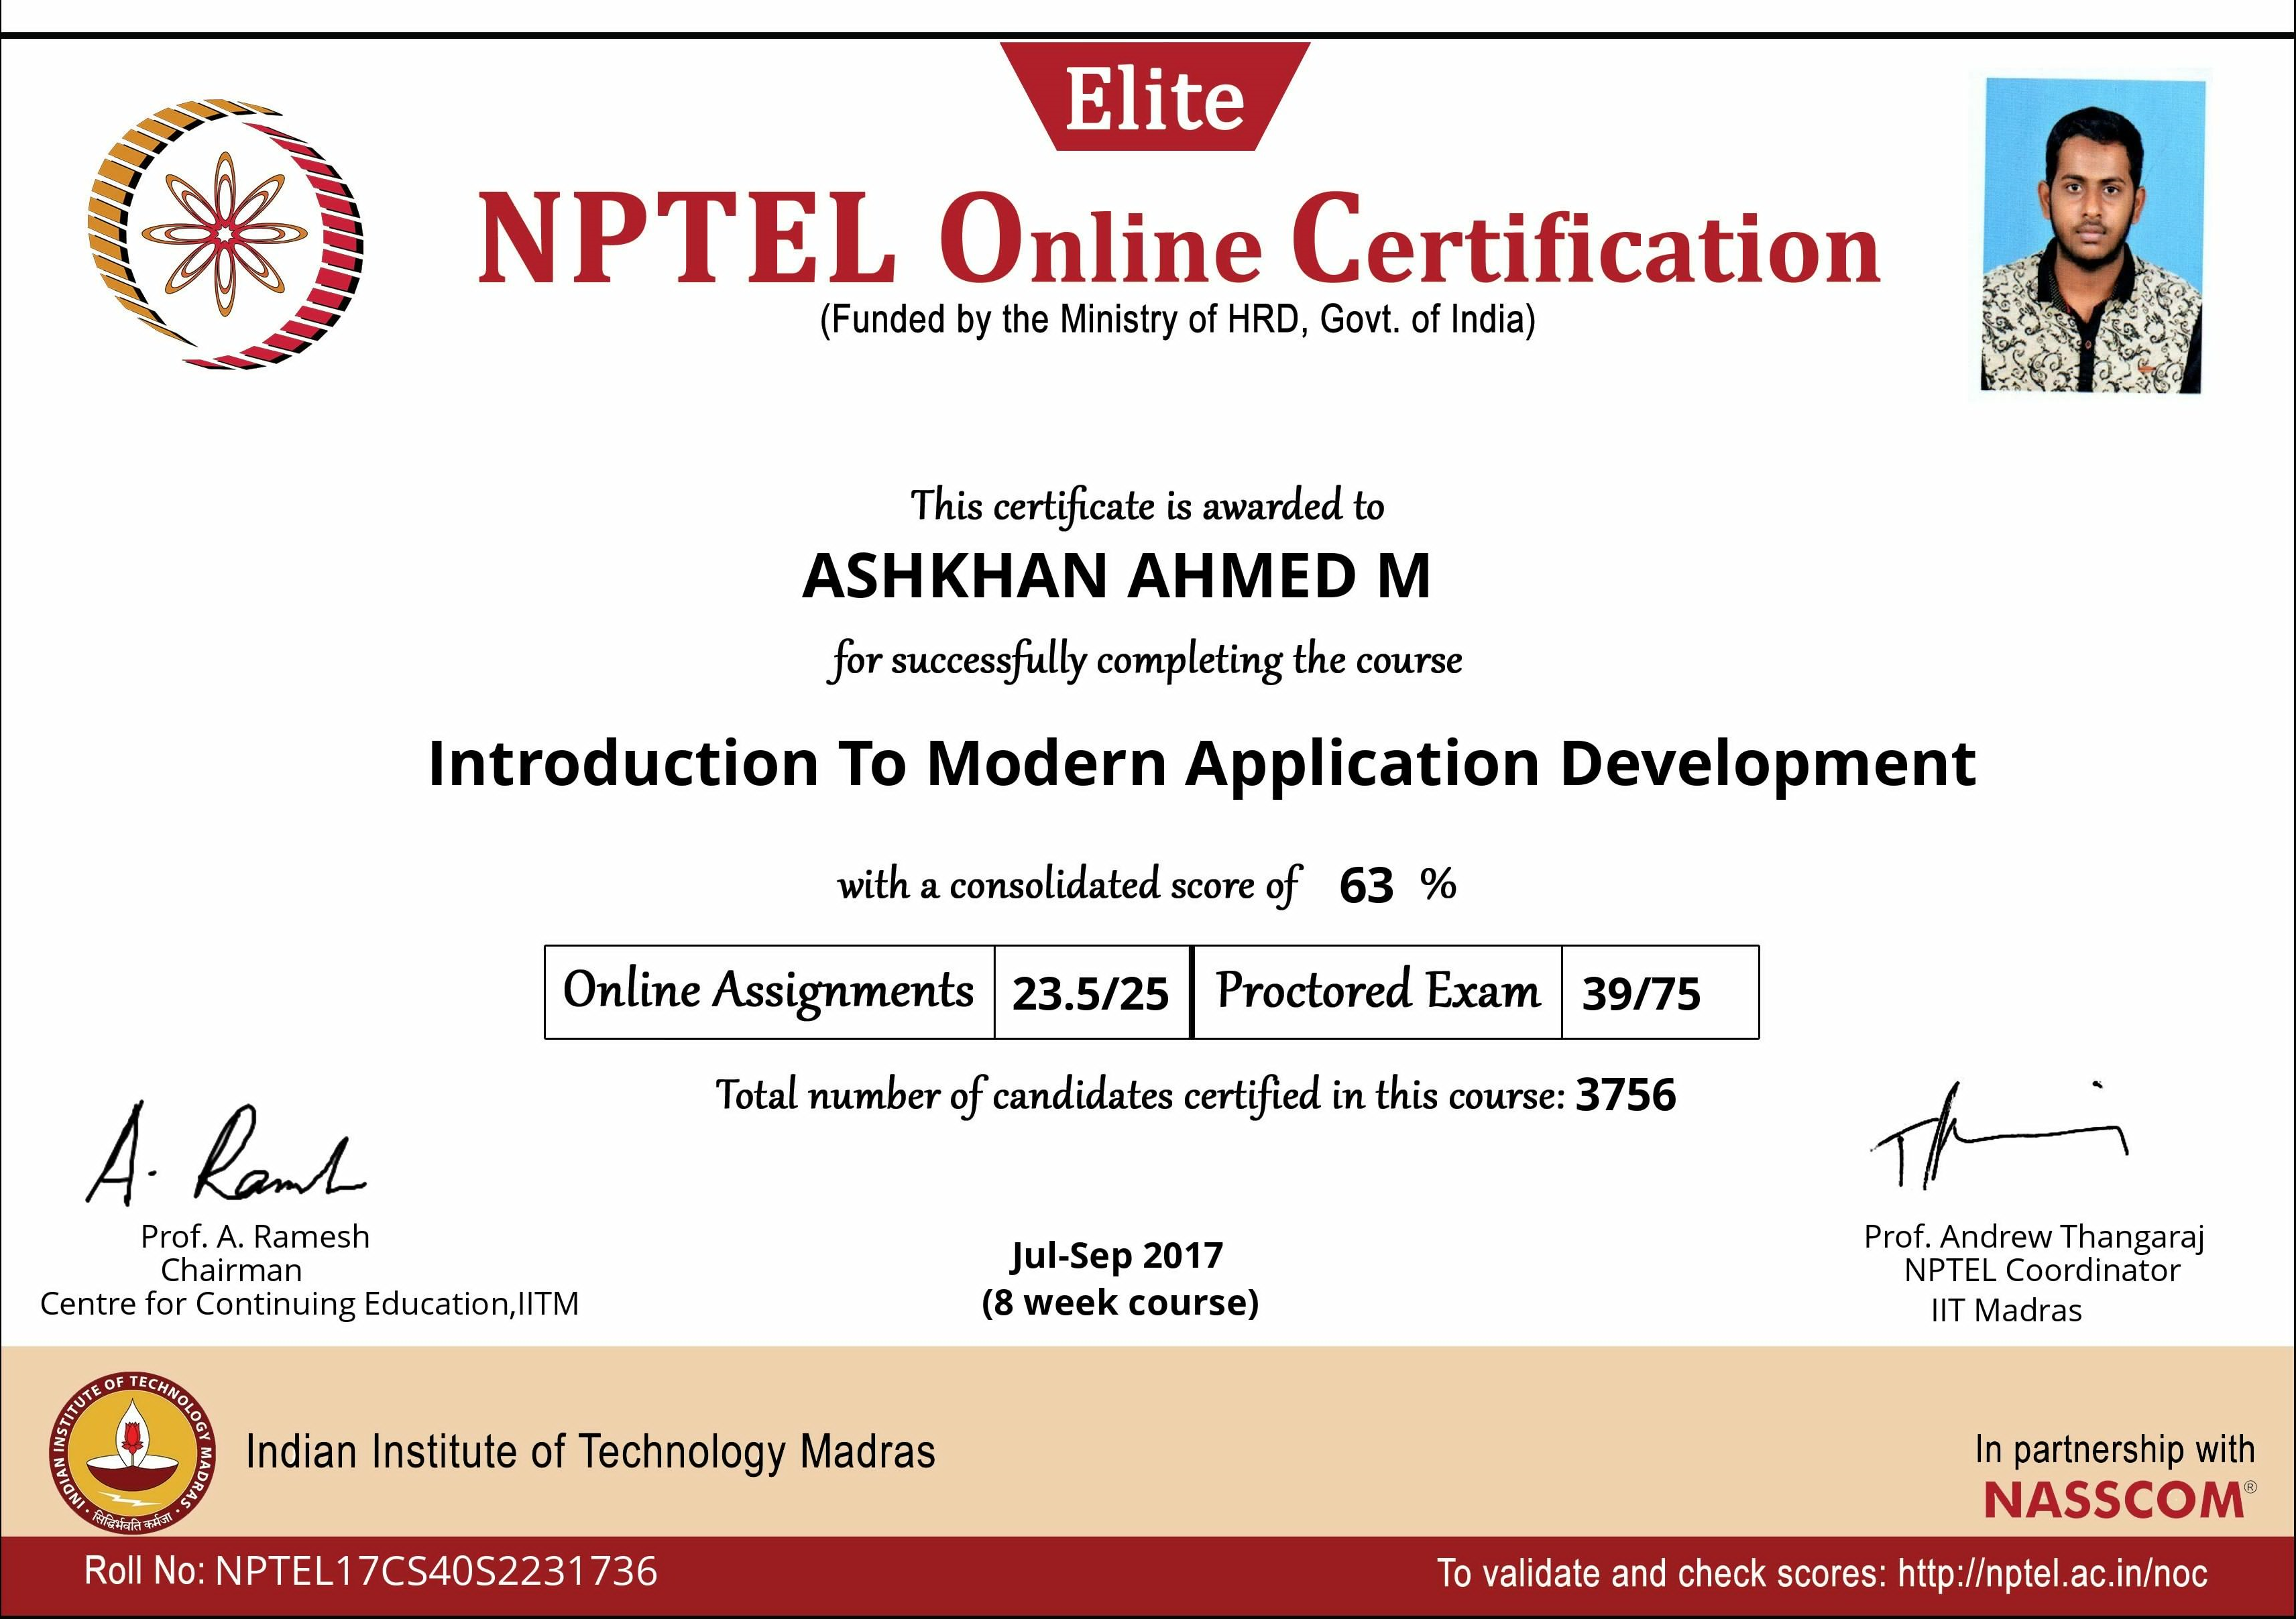 Elite
NPTEL Online Certification
(Funded by the Ministry of HRD, Govt. of India)
This certificate is awarded to
ASHKHAN AHMED M
for successfully completing the course
Introduction To Modern Application Development
with a consolidated score of 63 %
Online Assignments 23.5/25 Proctored Exam 39/75
Total number of candidates certified in this course: 3756
A. Ramesh
Prof. A. Ramesh
Chairman
Centre for Continuing Education,IITM
Jul-Sep 2017
(8 week course)
Prof. Andrew Thangaraj
NPTEL Coordinator
IIT Madras
INDIAN INSTITUTE OF TECHNOLOGY MADRAS
सिद्धिर्भवति कर्मजा
Indian Institute of Technology Madras
In partnership with
NASSCOM®
Roll No: NPTEL17CS40S2231736
To validate and check scores: http://nptel.ac.in/noc